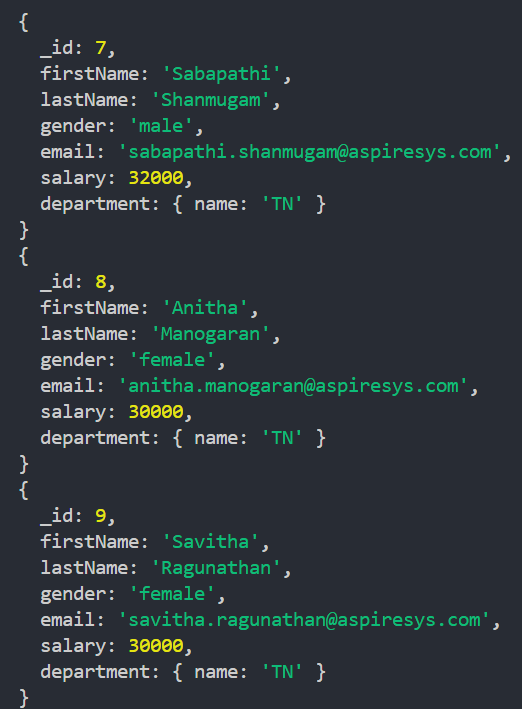 {
  _id: 7,
  firstName: 'Sabapathi',
  lastName: 'Shanmugam',
  gender: 'male',
  email: 'sabapathi.shanmugam@aspiresys.com',
  salary: 32000,
  department: { name: 'TN' }
}
{
  _id: 8,
  firstName: 'Anitha',
  lastName: 'Manogaran',
  gender: 'female',
  email: 'anitha.manogaran@aspiresys.com',
  salary: 30000,
  department: { name: 'TN' }
}
{
  _id: 9,
  firstName: 'Savitha',
  lastName: 'Ragunathan',
  gender: 'female',
  email: 'savitha.ragunathan@aspiresys.com',
  salary: 30000,
  department: { name: 'TN' }
}